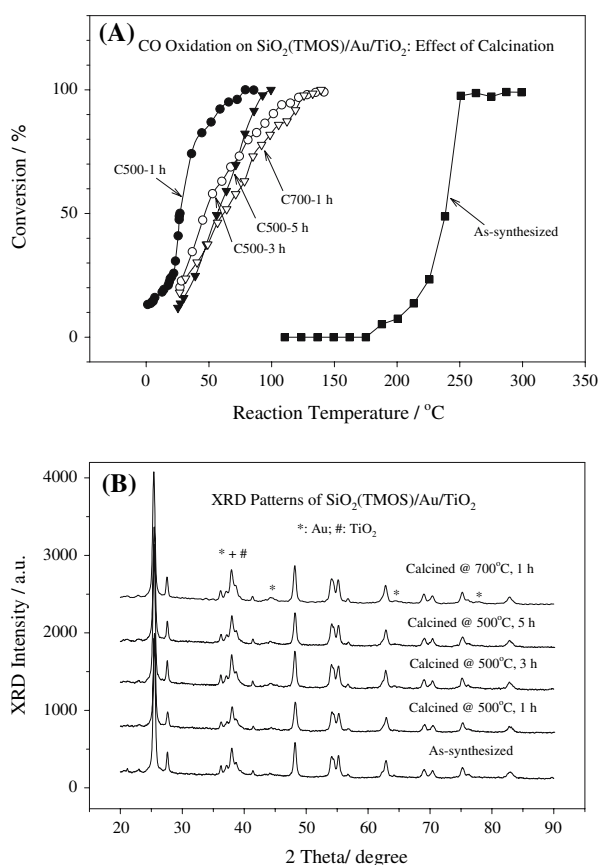 (A)
CO Oxidation on SiO₂(TMOS)/Au/TiO₂: Effect of Calcination
100
50
0
Conversion / %
C500-1 h
C700-1 h
C500-5 h
C500-3 h
As-synthesized
0 50 100 150 200 250 300 350
Reaction Temperature / °C
(B)
XRD Patterns of SiO₂(TMOS)/Au/TiO₂
*: Au; #: TiO₂
4000
3000
2000
1000
0
XRD Intensity / a.u.
* + #
*
*
*
Calcined @ 700°C, 1 h
Calcined @ 500°C, 5 h
Calcined @ 500°C, 3 h
Calcined @ 500°C, 1 h
As-synthesized
20 30 40 50 60 70 80 90
2 Theta/ degree